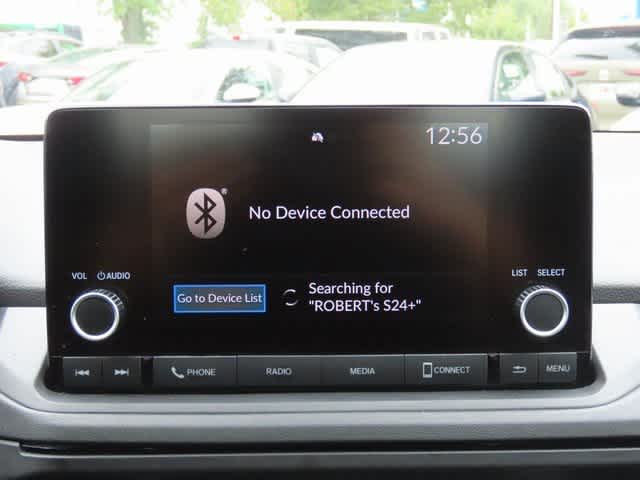 12:56
®
No Device Connected
VOL AUDIO
LIST SELECT
Go to Device List
Searching for
"ROBERT's S24+"
PHONE RADIO MEDIA CONNECT MENU